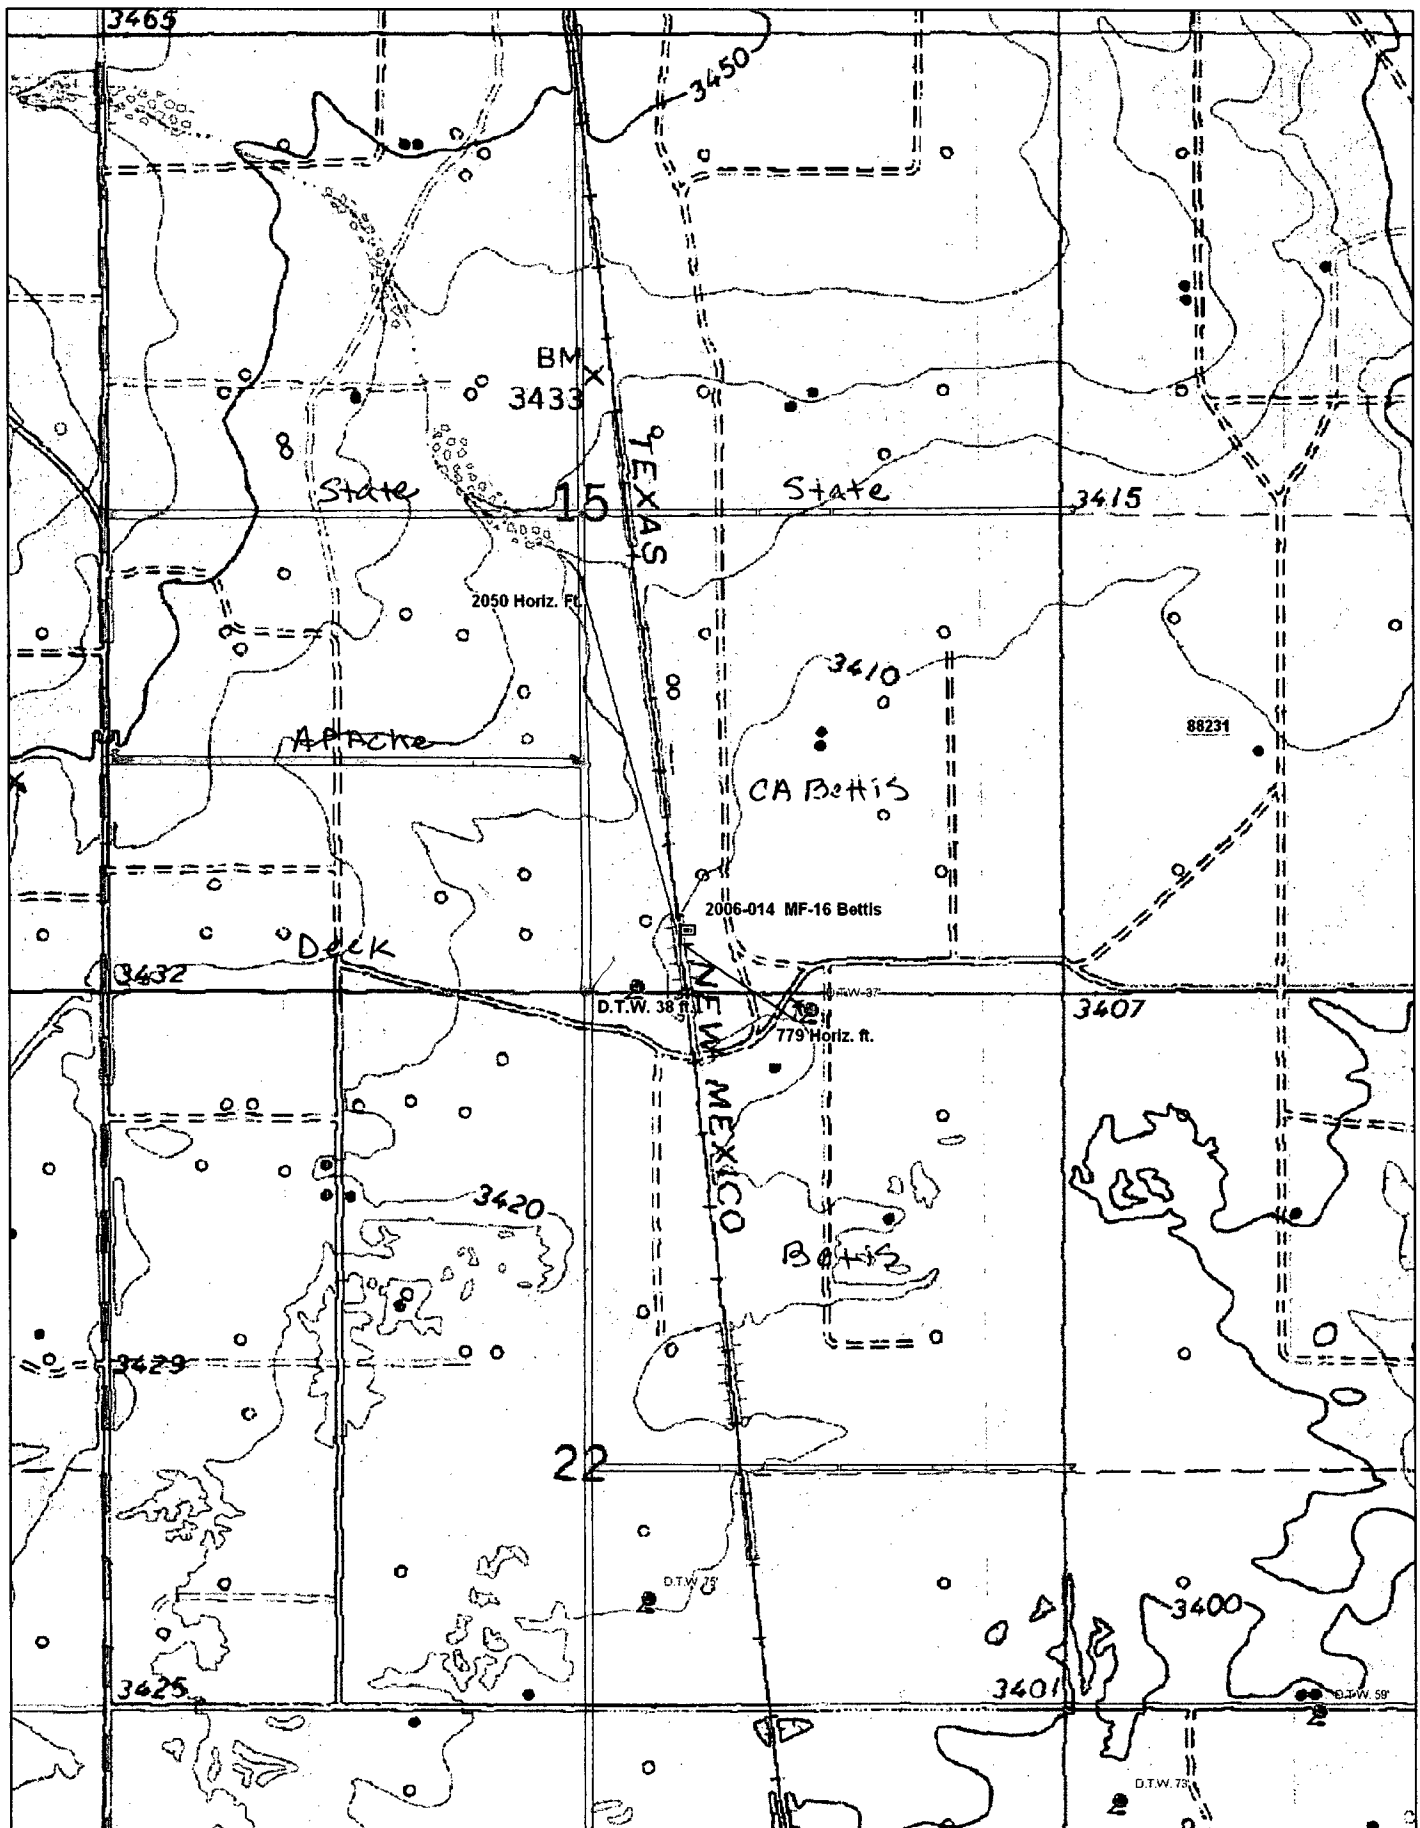 3465
3450
BM
3433
TEXAS
State
15
State
3415
2050 Horiz. Ft.
3410
88231
Apache
CA Bettis
2006-014 MF-16 Bettis
Deck
3432
NEW MEXICO
D.T.W. 38 ft.
D.T.W. 37'
3407
779 Horiz. ft.
3420
Bettis
3429
22
D.T.W. 75'
3400
3425
3401
D.T.W. 59'
D.T.W. 73'